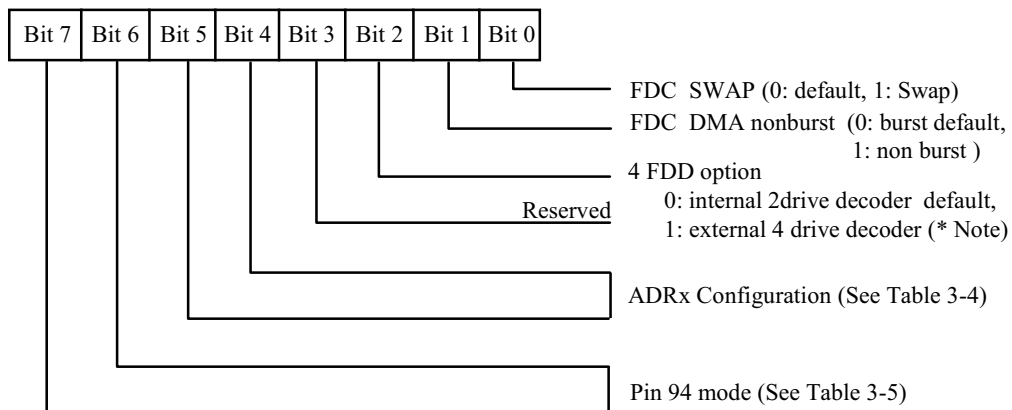 Bit 7 Bit 6 Bit 5 Bit 4 Bit 3 Bit 2 Bit 1 Bit 0
FDC SWAP (0: default, 1: Swap)
FDC DMA nonburst (0: burst default,
1: non burst )
4 FDD option
0: internal 2drive decoder default,
Reserved
1: external 4 drive decoder (* Note)
ADRx Configuration (See Table 3-4)
Pin 94 mode (See Table 3-5)